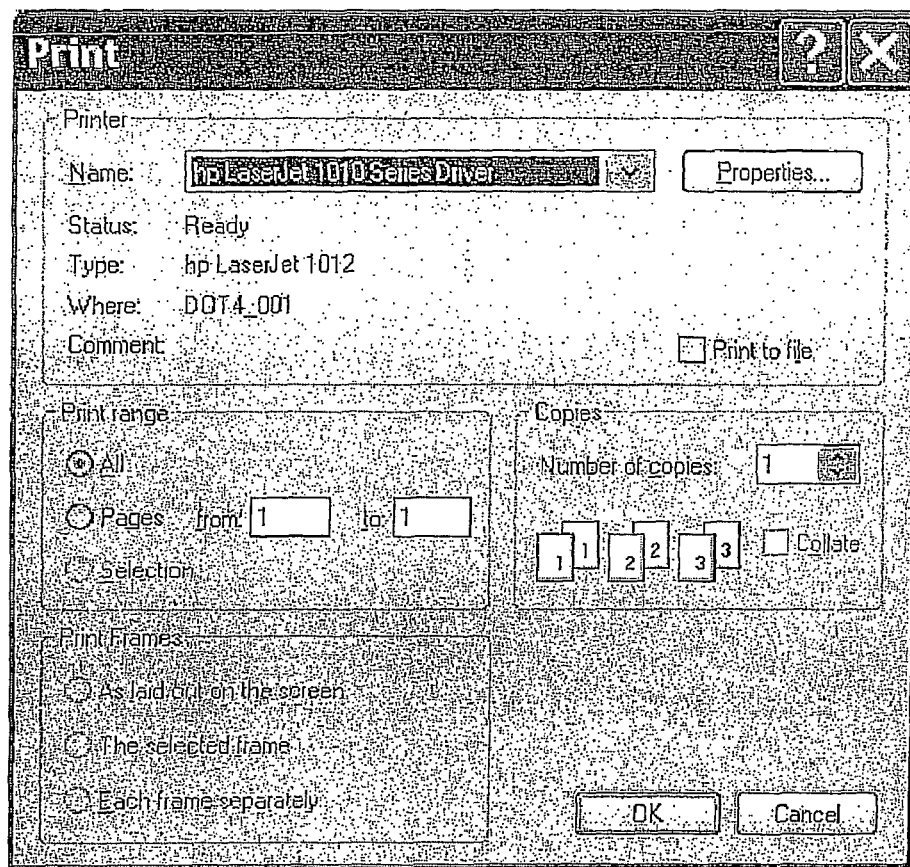 Print
Printer
Name: hp LaserJet 1010 Series Driver Properties...
Status: Ready
Type: hp LaserJet 1012
Where: DOT4_001
Comment:
Print to file
Print range
All
Pages from: 1 to: 1
Selection
Copies
Number of copies: 1
1 1 2 2 3 3 Collate
Print Frames
As laid out on the screen
The selected frame
Each frame separately
OK Cancel